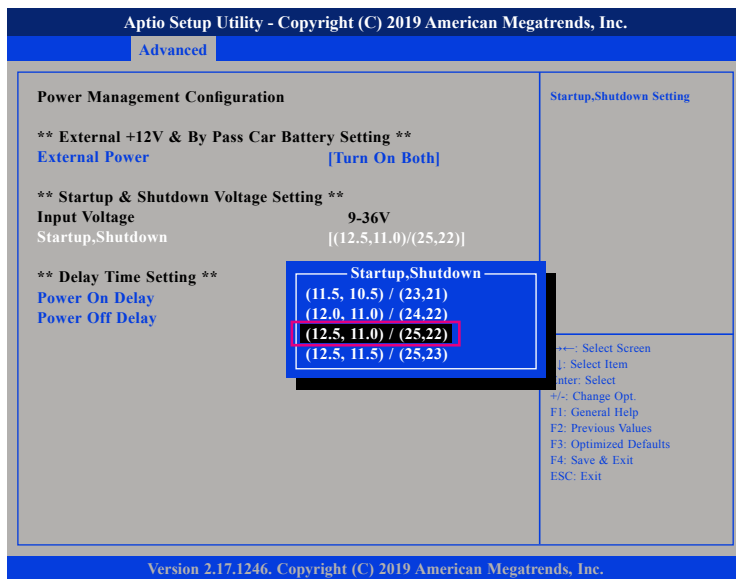 Aptio Setup Utility - Copyright (C) 2019 American Megatrends, Inc.
Advanced
Power Management Configuration
** External +12V & By Pass Car Battery Setting **
External Power [Turn On Both]
** Startup & Shutdown Voltage Setting **
Input Voltage 9-36V
Startup,Shutdown [(12.5,11.0)/(25,22)]
** Delay Time Setting **
Power On Delay
Power Off Delay
Startup,Shutdown
(11.5, 10.5) / (23,21)
(12.0, 11.0) / (24,22)
(12.5, 11.0) / (25,22)
(12.5, 11.5) / (25,23)
Startup,Shutdown Setting
→←: Select Screen
↓: Select Item
Enter: Select
+/-: Change Opt.
F1: General Help
F2: Previous Values
F3: Optimized Defaults
F4: Save & Exit
ESC: Exit
Version 2.17.1246. Copyright (C) 2019 American Megatrends, Inc.